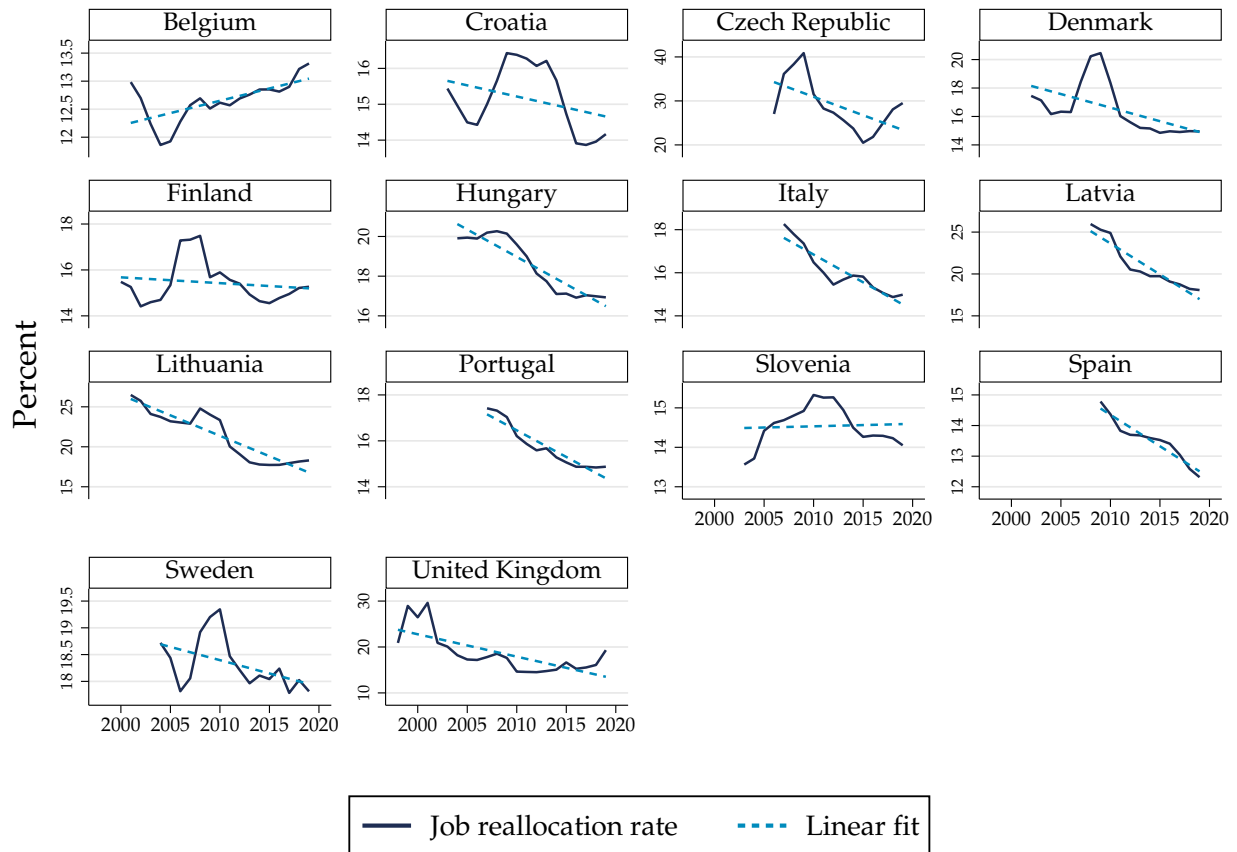 Belgium Croatia Czech Republic Denmark
12 12.5 13 13.5
14 15 16
20 30 40
14 16 18 20
Finland Hungary Italy Latvia
14 16 18
16 18 20
14 16 18
15 20 25
Percent
Lithuania Portugal Slovenia Spain
15 20 25
14 16 18
13 14 15
12 13 14 15
2000 2005 2010 2015 2020
2000 2005 2010 2015 2020
Sweden United Kingdom
18 18.5 19 19.5
10 20 30
2000 2005 2010 2015 2020
2000 2005 2010 2015 2020
Job reallocation rate Linear fit